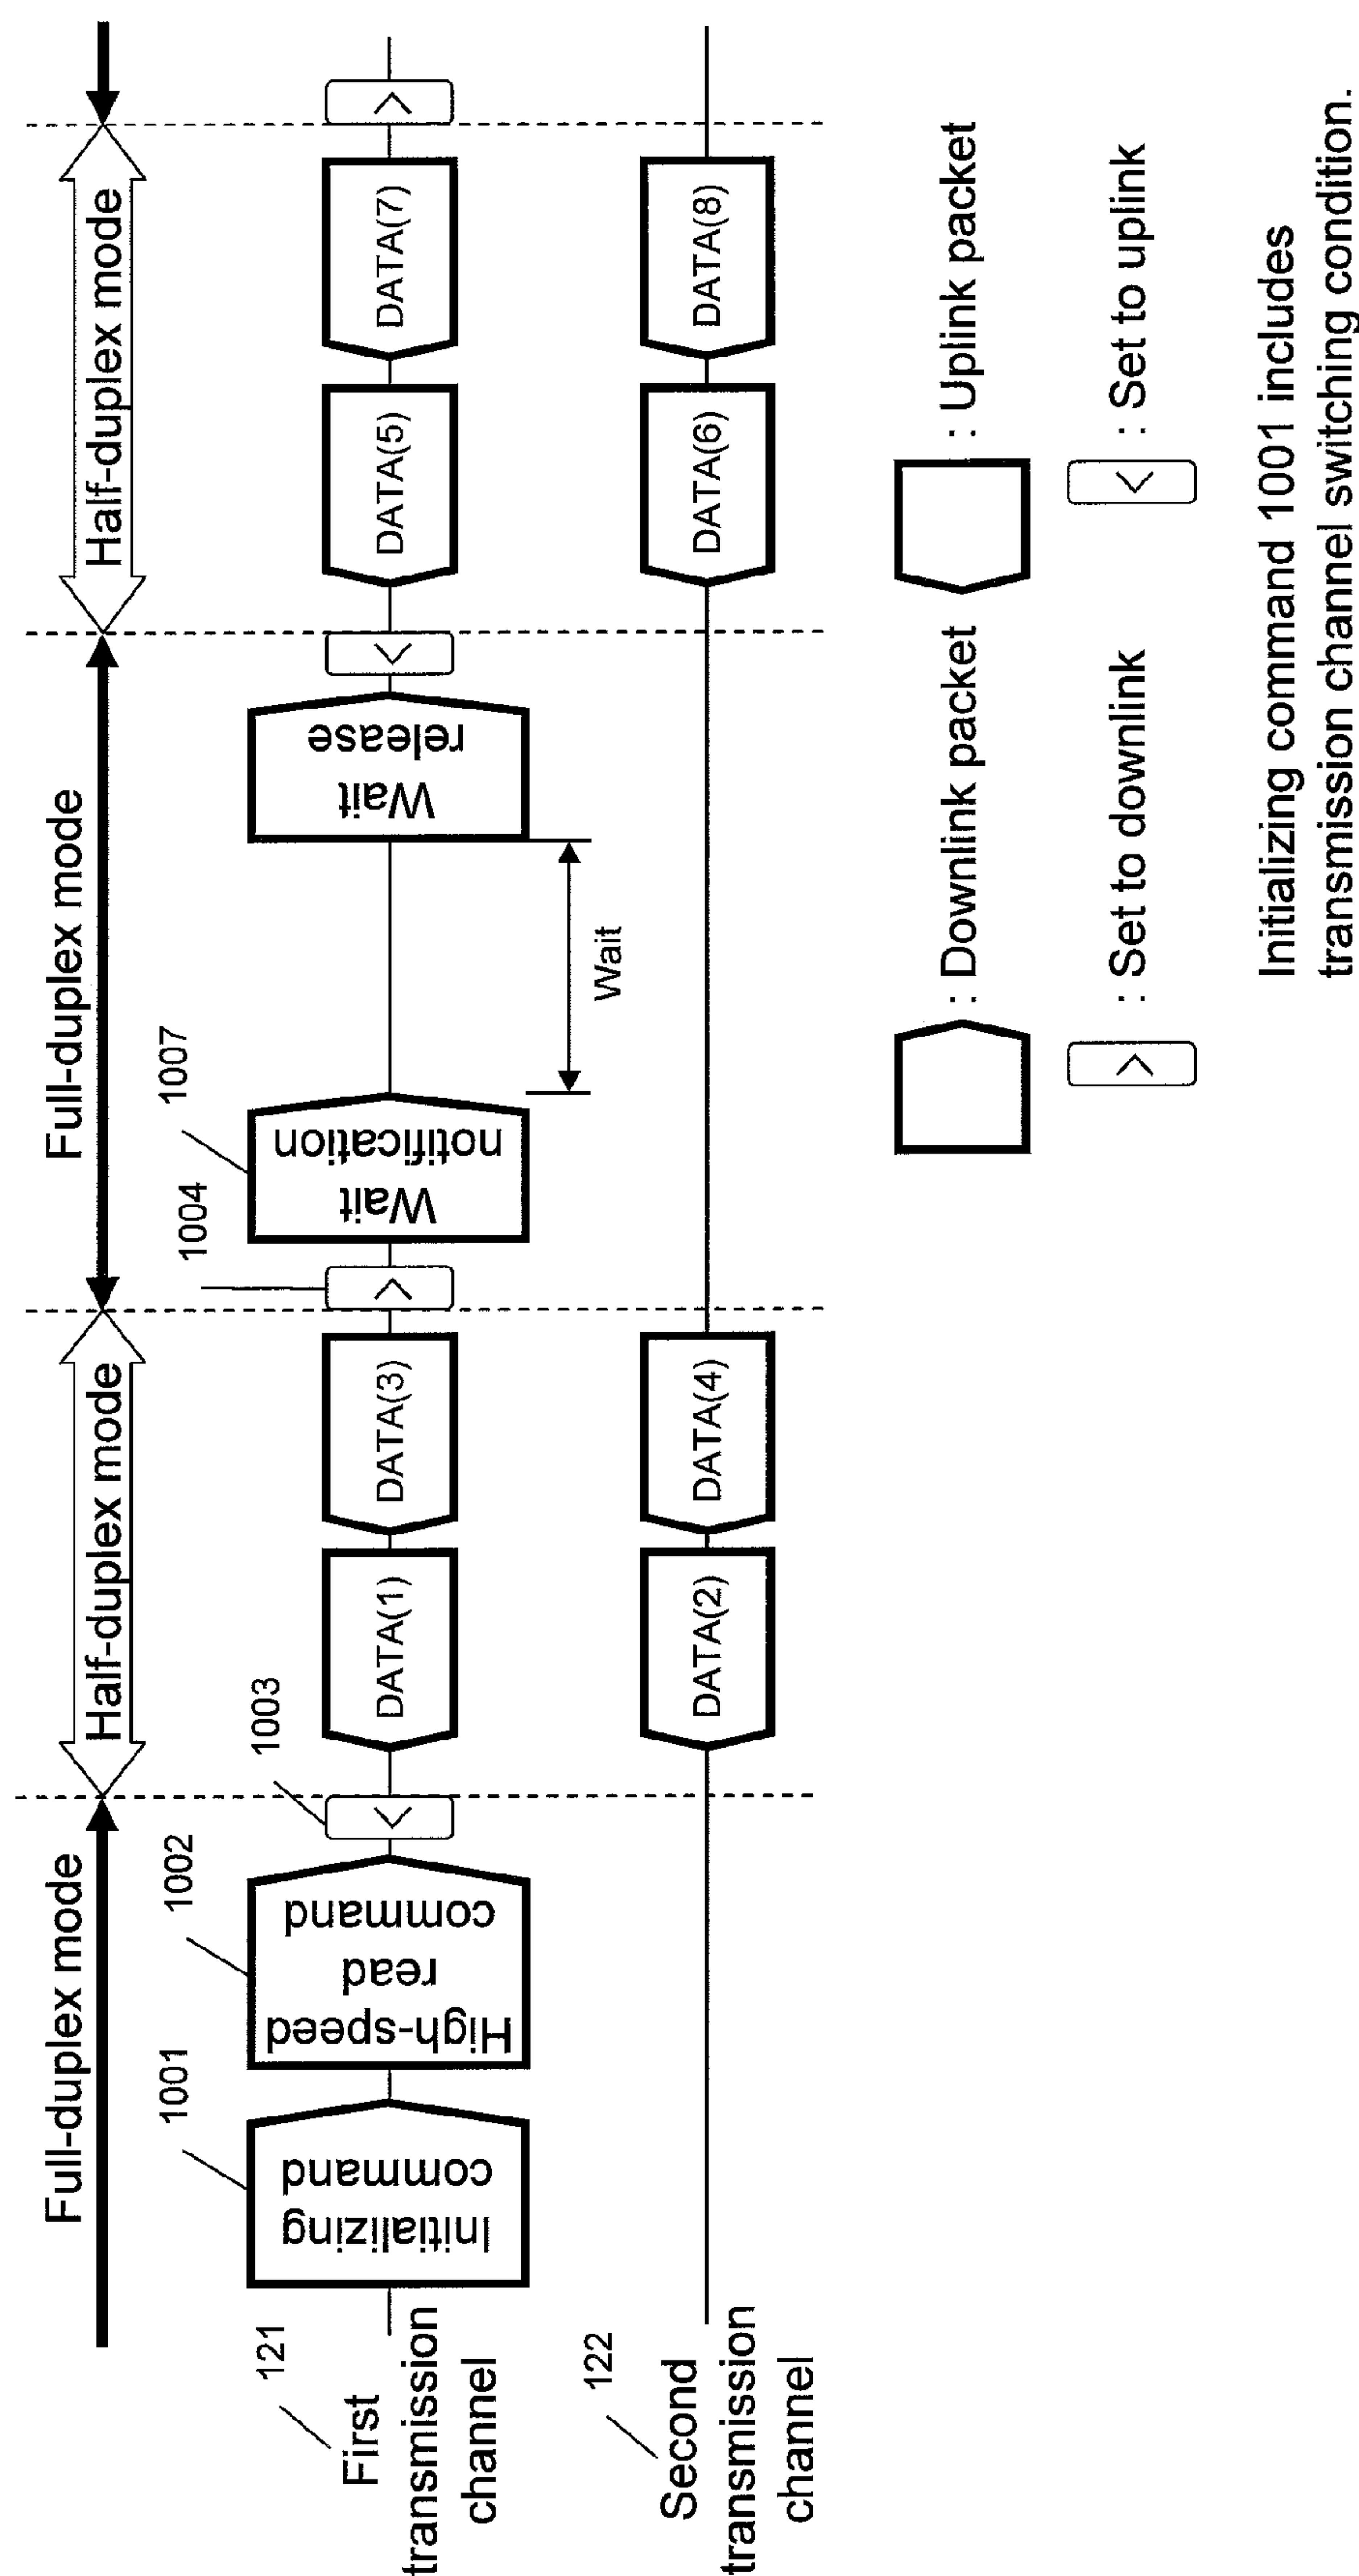 Full-duplex mode
Half-duplex mode
Full-duplex mode
Half-duplex mode
1001
1002
1003
1004
1007
121
First
transmission
channel
Initializing
command
High-speed
read
command
DATA(1)
DATA(3)
Wait
notification
Wait
release
DATA(5)
DATA(7)
Wait
122
Second
transmission
channel
DATA(2)
DATA(4)
DATA(6)
DATA(8)
: Downlink packet
: Uplink packet
: Set to downlink
: Set to uplink
Initializing command 1001 includes
transmission channel switching condition.